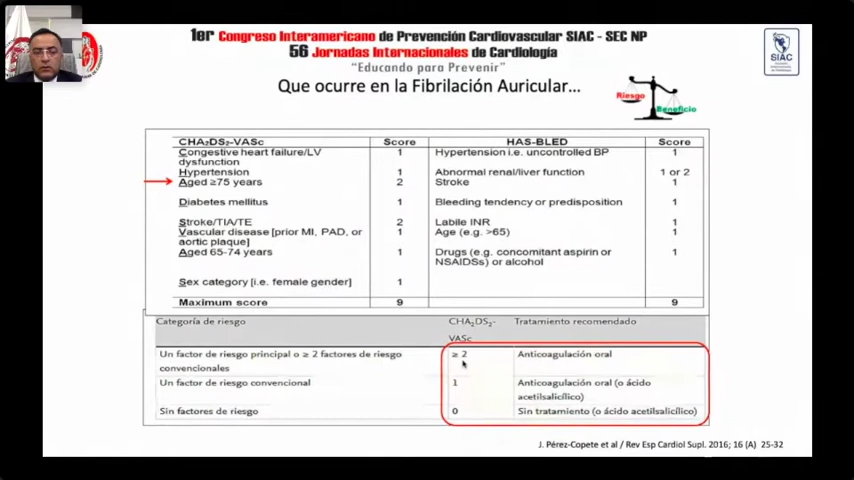 1er Congreso Interamericano de Prevención Cardiovascular SIAC - SEC NP
56 Jornadas Internacionales de Cardiología
“Educando para Prevenir”
SIAC
Que ocurre en la Fibrilación Auricular...
Riesgo
Beneficio
CHA₂DS₂-VASc Score HAS-BLED Score
Congestive heart failure/LV dysfunction 1 Hypertension i.e. uncontrolled BP 1
Hypertension 1 Abnormal renal/liver function 1 or 2
Aged ≥75 years 2 Stroke 1
Diabetes mellitus 1 Bleeding tendency or predisposition 1
Stroke/TIA/TE 2 Labile INR 1
Vascular disease [prior MI, PAD, or aortic plaque] 1 Age (e.g. >65) 1
Aged 65-74 years 1 Drugs (e.g. concomitant aspirin or NSAIDSs) or alcohol 1
Sex category [i.e. female gender] 1
Maximum score 9 9
Categoría de riesgo CHA₂DS₂-VASc Tratamiento recomendado
Un factor de riesgo principal o ≥ 2 factores de riesgo convencionales ≥ 2 Anticoagulación oral
Un factor de riesgo convencional 1 Anticoagulación oral (o ácido acetilsalicílico)
Sin factores de riesgo 0 Sin tratamiento (o ácido acetilsalicílico)
J. Pérez-Copete et al / Rev Esp Cardiol Supl. 2016; 16 (A) 25-32